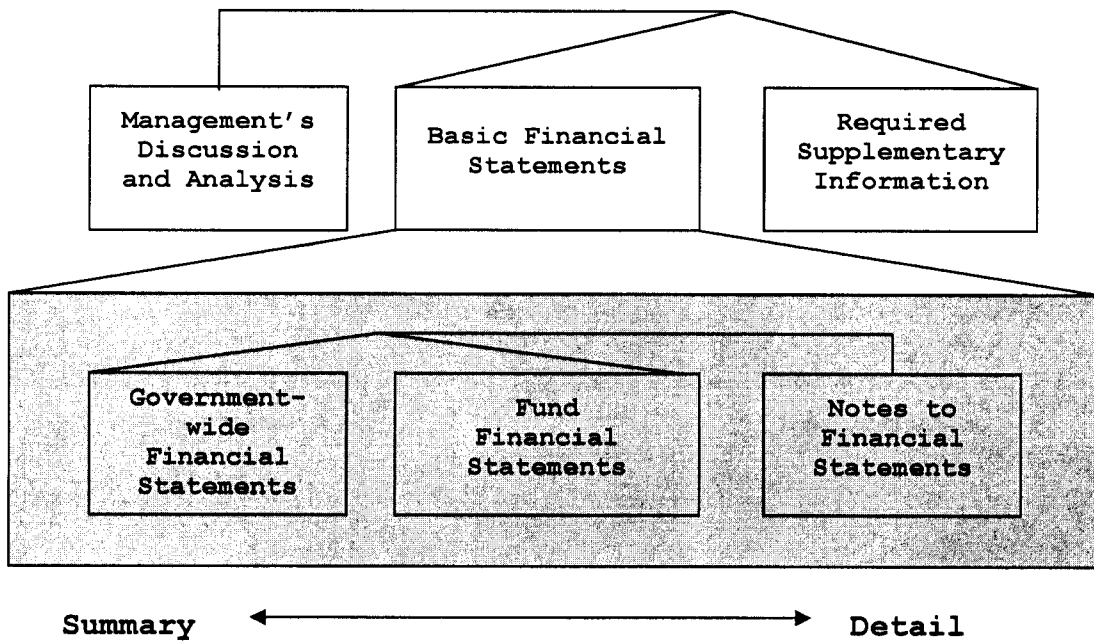 Management's
Discussion
and Analysis
Basic Financial
Statements
Required
Supplementary
Information
Government-
wide
Financial
Statements
Fund
Financial
Statements
Notes to
Financial
Statements
Summary
Detail